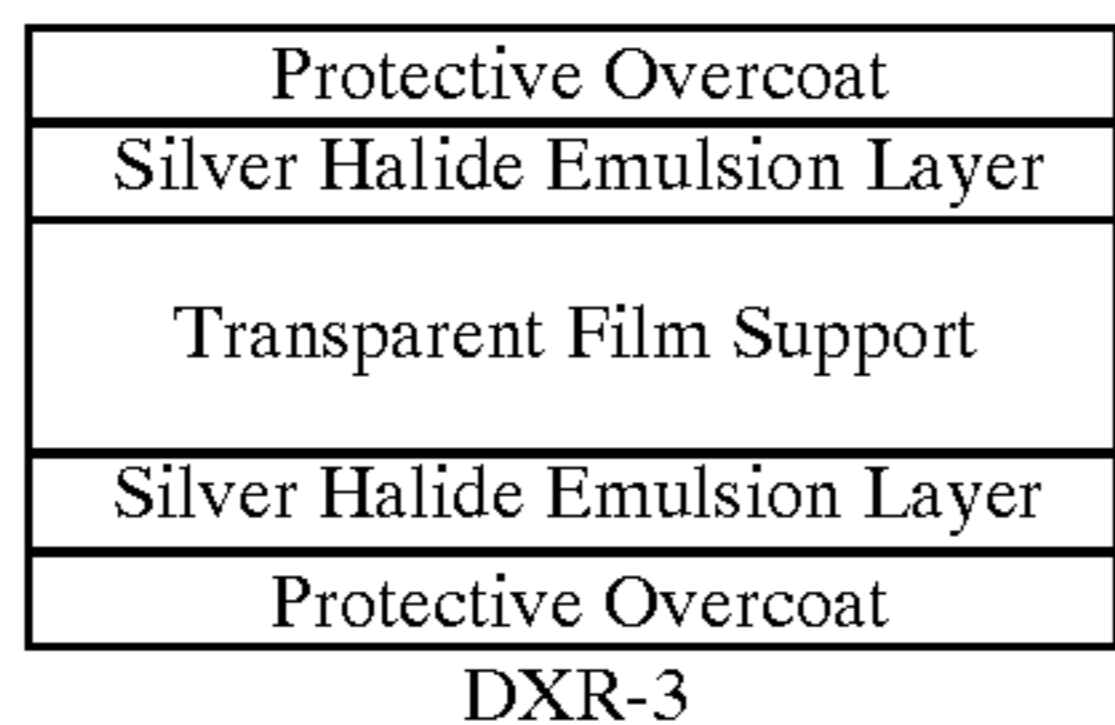 Protective Overcoat
Silver Halide Emulsion Layer
Transparent Film Support
Silver Halide Emulsion Layer
Protective Overcoat
DXR-3